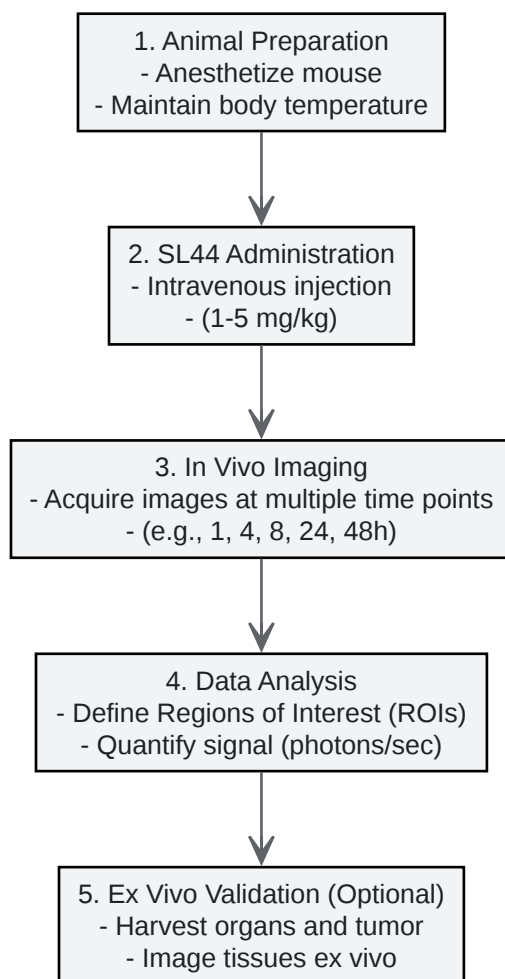 1. Animal Preparation
- Anesthetize mouse
- Maintain body temperature
2. SL44 Administration
- Intravenous injection
- (1-5 mg/kg)
3. In Vivo Imaging
- Acquire images at multiple time points
- (e.g., 1, 4, 8, 24, 48h)
4. Data Analysis
- Define Regions of Interest (ROIs)
- Quantify signal (photons/sec)
5. Ex Vivo Validation (Optional)
- Harvest organs and tumor
- Image tissues ex vivo